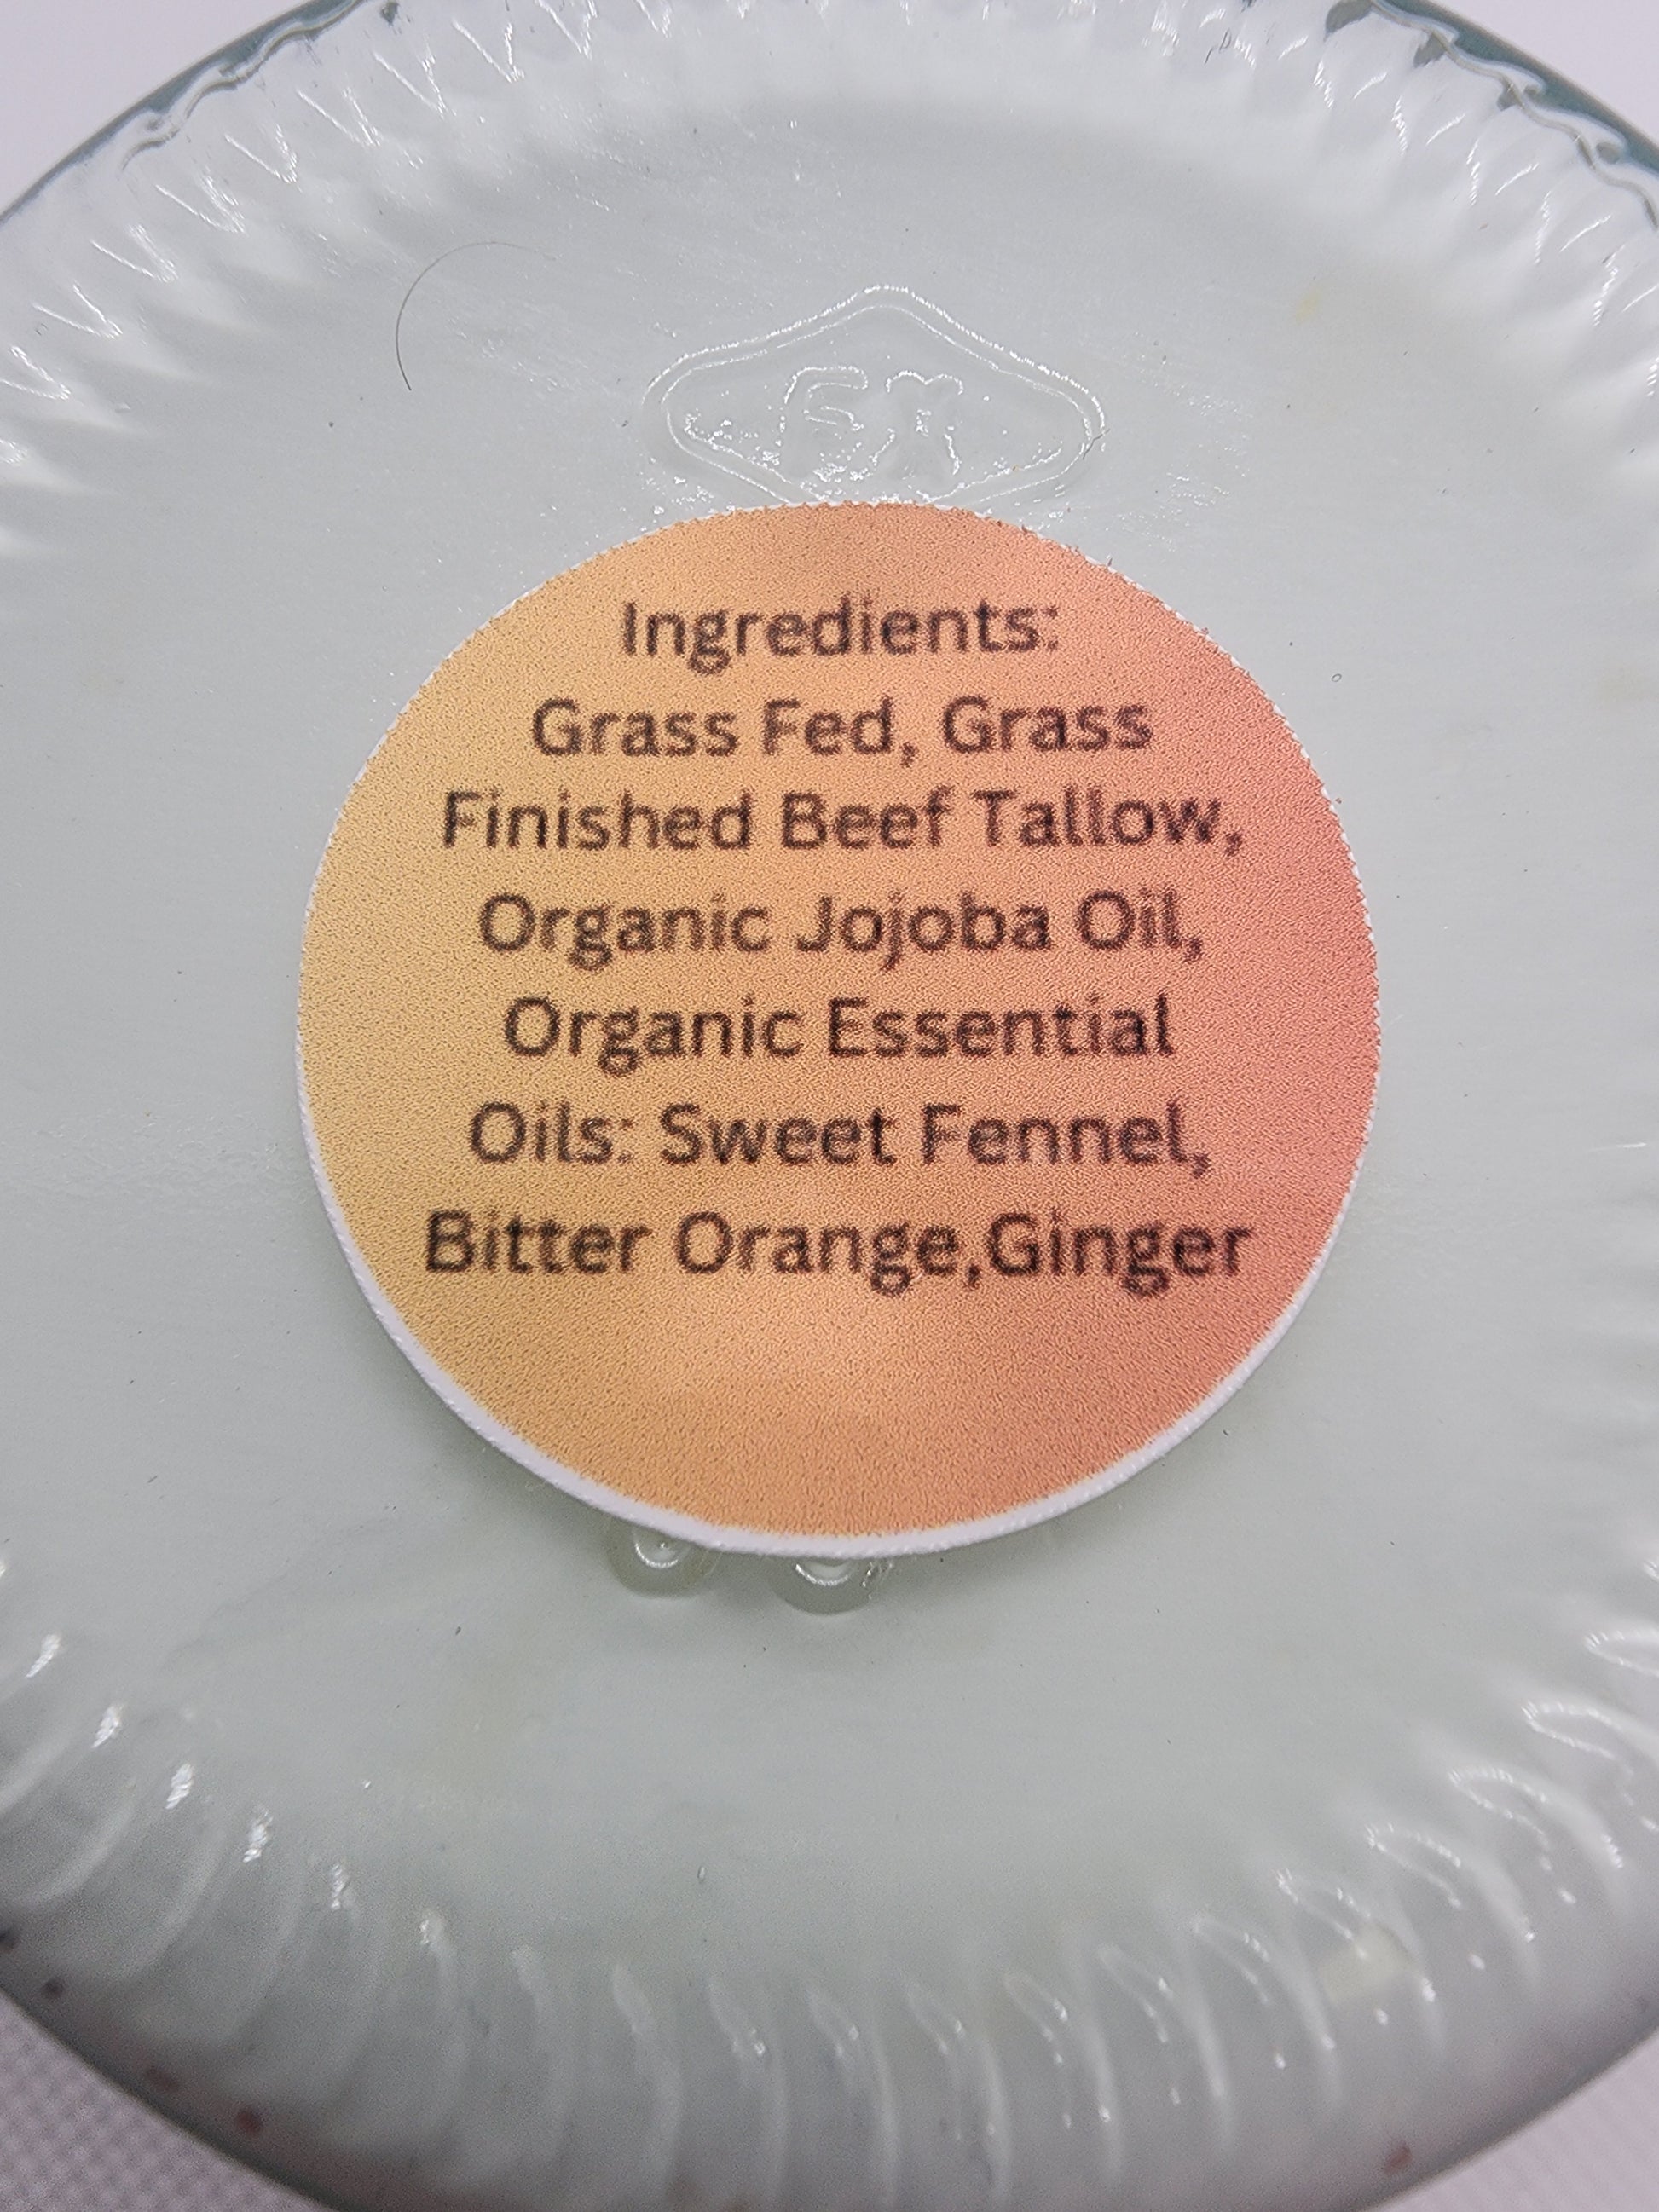 Ingredients:
Grass Fed, Grass
Finished Beef Tallow,
Organic Jojoba Oil,
Organic Essential
Oils: Sweet Fennel,
Bitter Orange,Ginger